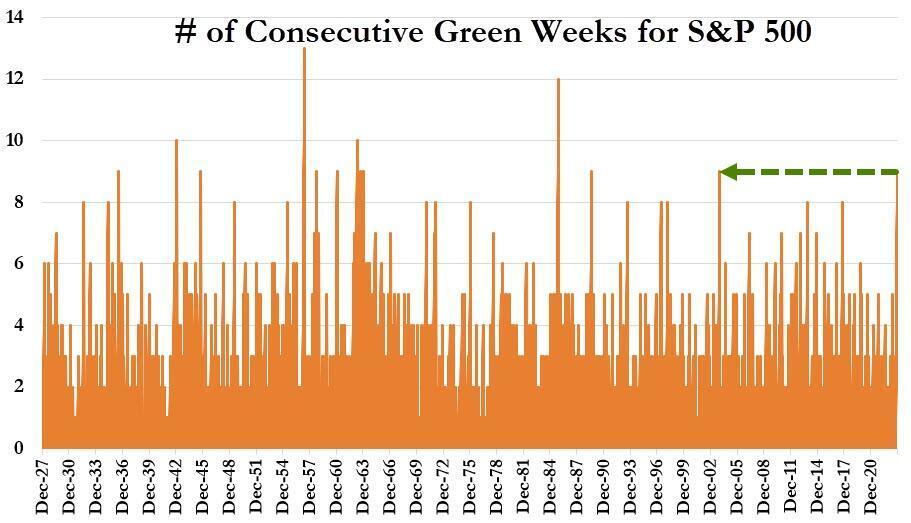 # of Consecutive Green Weeks for S&P 500
14
12
10
8
6
4
2
0
Dec-27
Dec-30
Dec-33
Dec-36
Dec-39
Dec-42
Dec-45
Dec-48
Dec-51
Dec-54
Dec-57
Dec-60
Dec-63
Dec-66
Dec-69
Dec-72
Dec-75
Dec-78
Dec-81
Dec-84
Dec-87
Dec-90
Dec-93
Dec-96
Dec-99
Dec-02
Dec-05
Dec-08
Dec-11
Dec-14
Dec-17
Dec-20